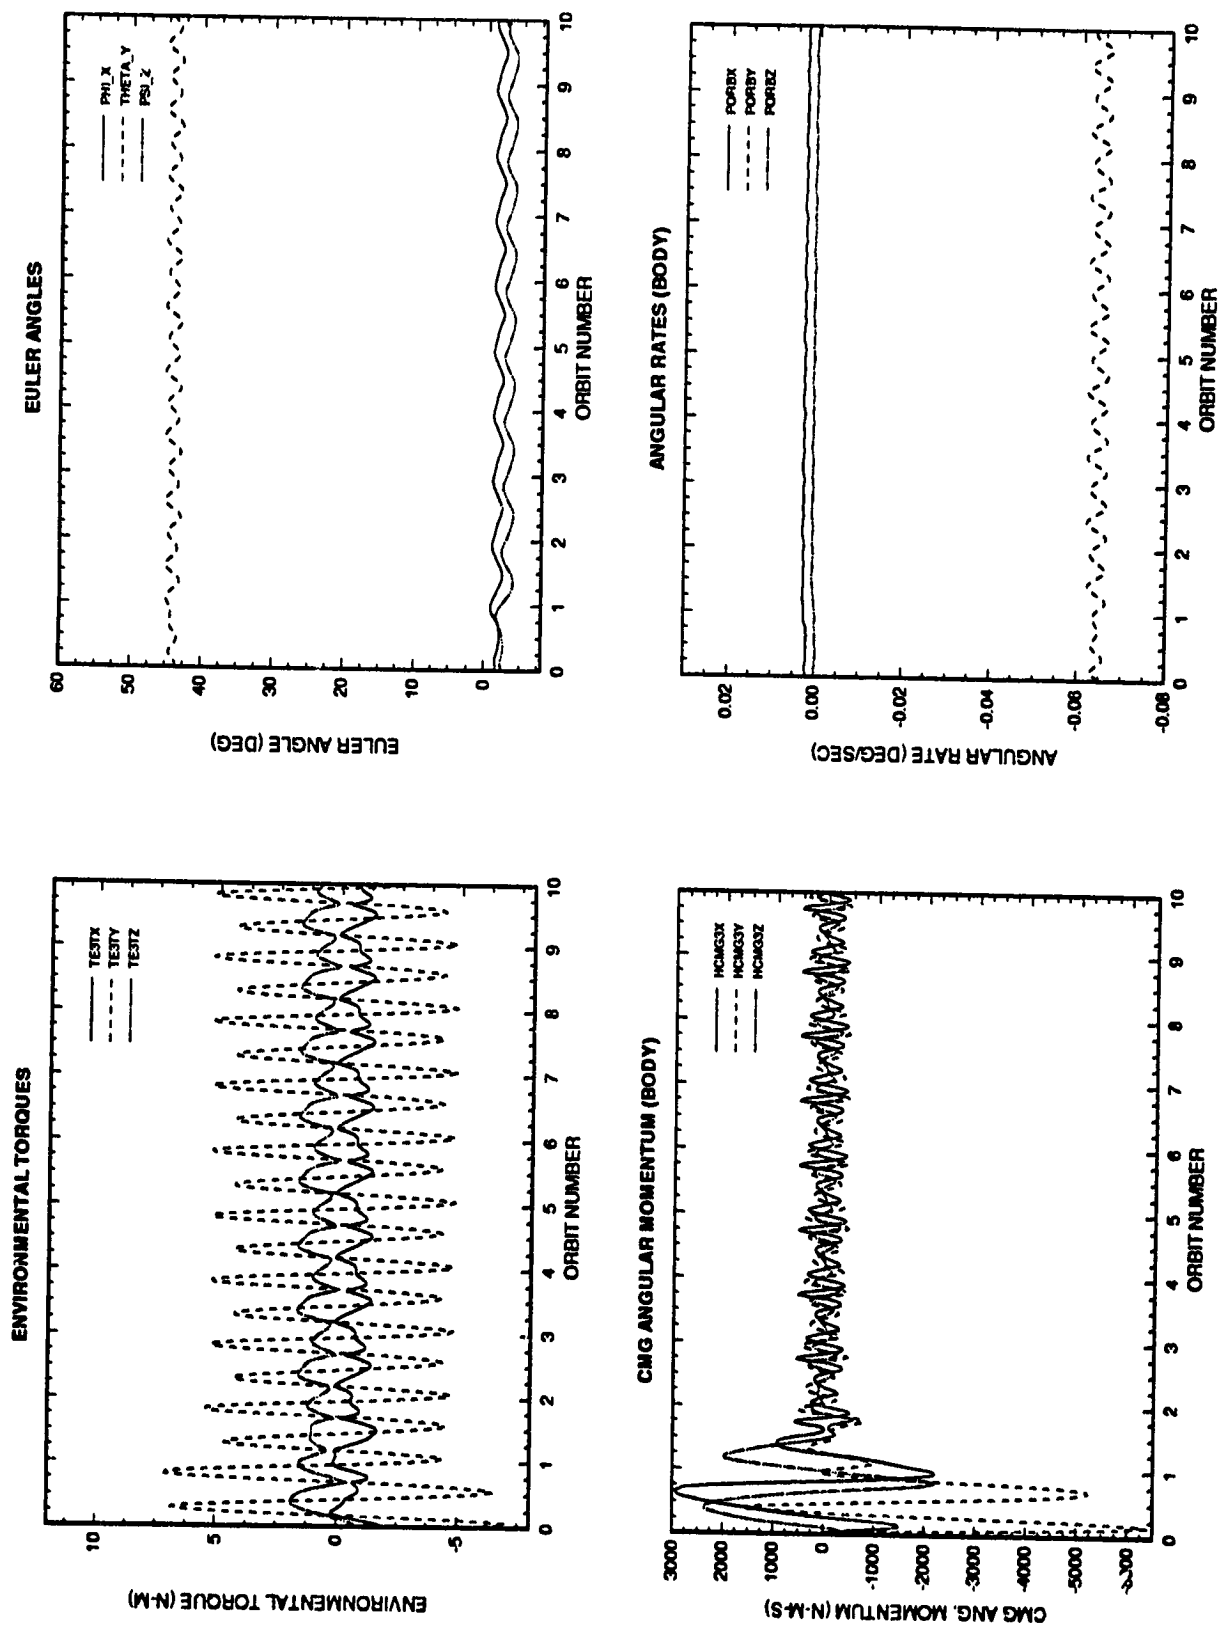 ENVIRONMENTAL TORQUES
ENVIRONMENTAL TORQUE (N-M)
10
5
0
-5
TE3TX
TE3TY
TE3TZ
0 1 2 3 4 5 6 7 8 9 10
ORBIT NUMBER
EULER ANGLES
EULER ANGLE (DEG)
60
50
40
30
20
10
0
PHI_X
THETA_Y
PSI_Z
0 1 2 3 4 5 6 7 8 9 10
ORBIT NUMBER
CMG ANGULAR MOMENTUM (BODY)
CMG ANG. MOMENTUM (N-M-S)
3000
2000
1000
0
-1000
-2000
-3000
-4000
-5000
HCMG3X
HCMG3Y
HCMG3Z
0 1 2 3 4 5 6 7 8 9 10
ORBIT NUMBER
ANGULAR RATES (BODY)
ANGULAR RATE (DEG/SEC)
0.02
0.00
-0.02
-0.04
-0.06
-0.08
PORBX
PORBY
PORBZ
0 1 2 3 4 5 6 7 8 9 10
ORBIT NUMBER